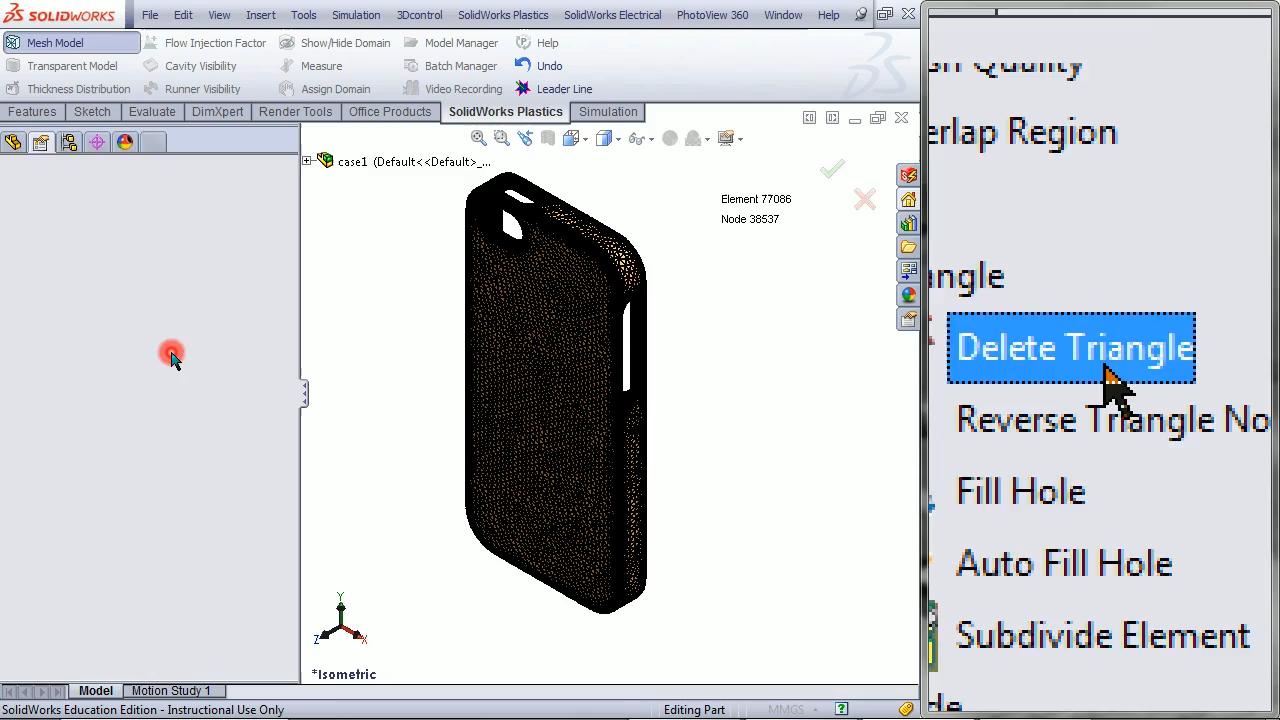 SOLIDWORKS File Edit View Insert Tools Simulation 3Dcontrol SolidWorks Plastics SolidWorks Electrical PhotoView 360 Window Help
Mesh Model Flow Injection Factor Show/Hide Domain Model Manager Help
Transparent Model Cavity Visibility Measure Batch Manager Undo
Thickness Distribution Runner Visibility Assign Domain Video Recording Leader Line
Features Sketch Evaluate DimXpert Render Tools Office Products SolidWorks Plastics Simulation
case1 (Default<<Default>_...
Element 77086
Node 38537
Y
Z X
*Isometric
Model Motion Study 1
SolidWorks Education Edition - Instructional Use Only Editing Part MMGS
Quality
erlap Region
angle
Delete Triangle
Reverse Triangle No
Fill Hole
Auto Fill Hole
Subdivide Element